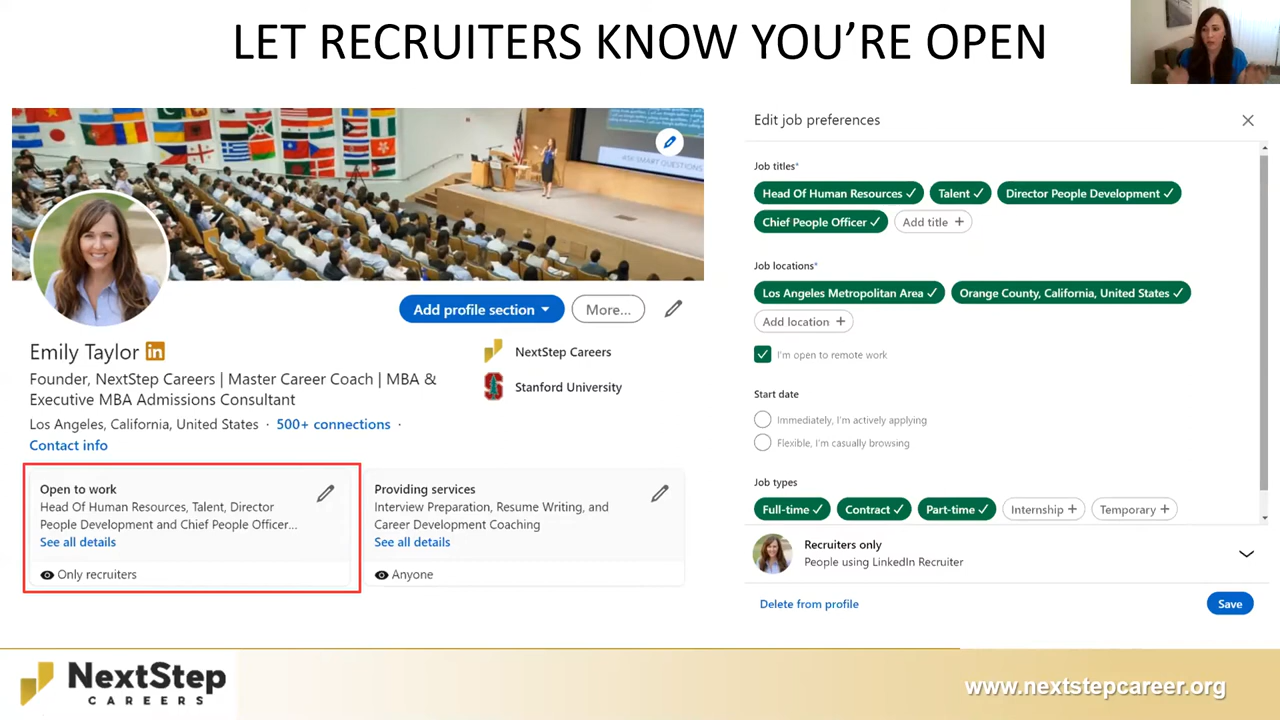 LET RECRUITERS KNOW YOU'RE OPEN
ASK SMART QUESTIONS
Add profile section
More...
Emily Taylor in
Founder, NextStep Careers | Master Career Coach | MBA &
Executive MBA Admissions Consultant
Los Angeles, California, United States · 500+ connections ·
Contact info
NextStep Careers
Stanford University
Open to work
Head Of Human Resources, Talent, Director
People Development and Chief People Officer...
See all details
Only recruiters
Providing services
Interview Preparation, Resume Writing, and
Career Development Coaching
See all details
Anyone
Edit job preferences
Job titles*
Head Of Human Resources Talent Director People Development
Chief People Officer Add title +
Job locations*
Los Angeles Metropolitan Area Orange County, California, United States
Add location +
I'm open to remote work
Start date
Immediately, I'm actively applying
Flexible, I'm casually browsing
Job types
Full-time Contract Part-time Internship + Temporary +
Recruiters only
People using LinkedIn Recruiter
Delete from profile
Save
NextStep
CAREERS
www.nextstepcareer.org